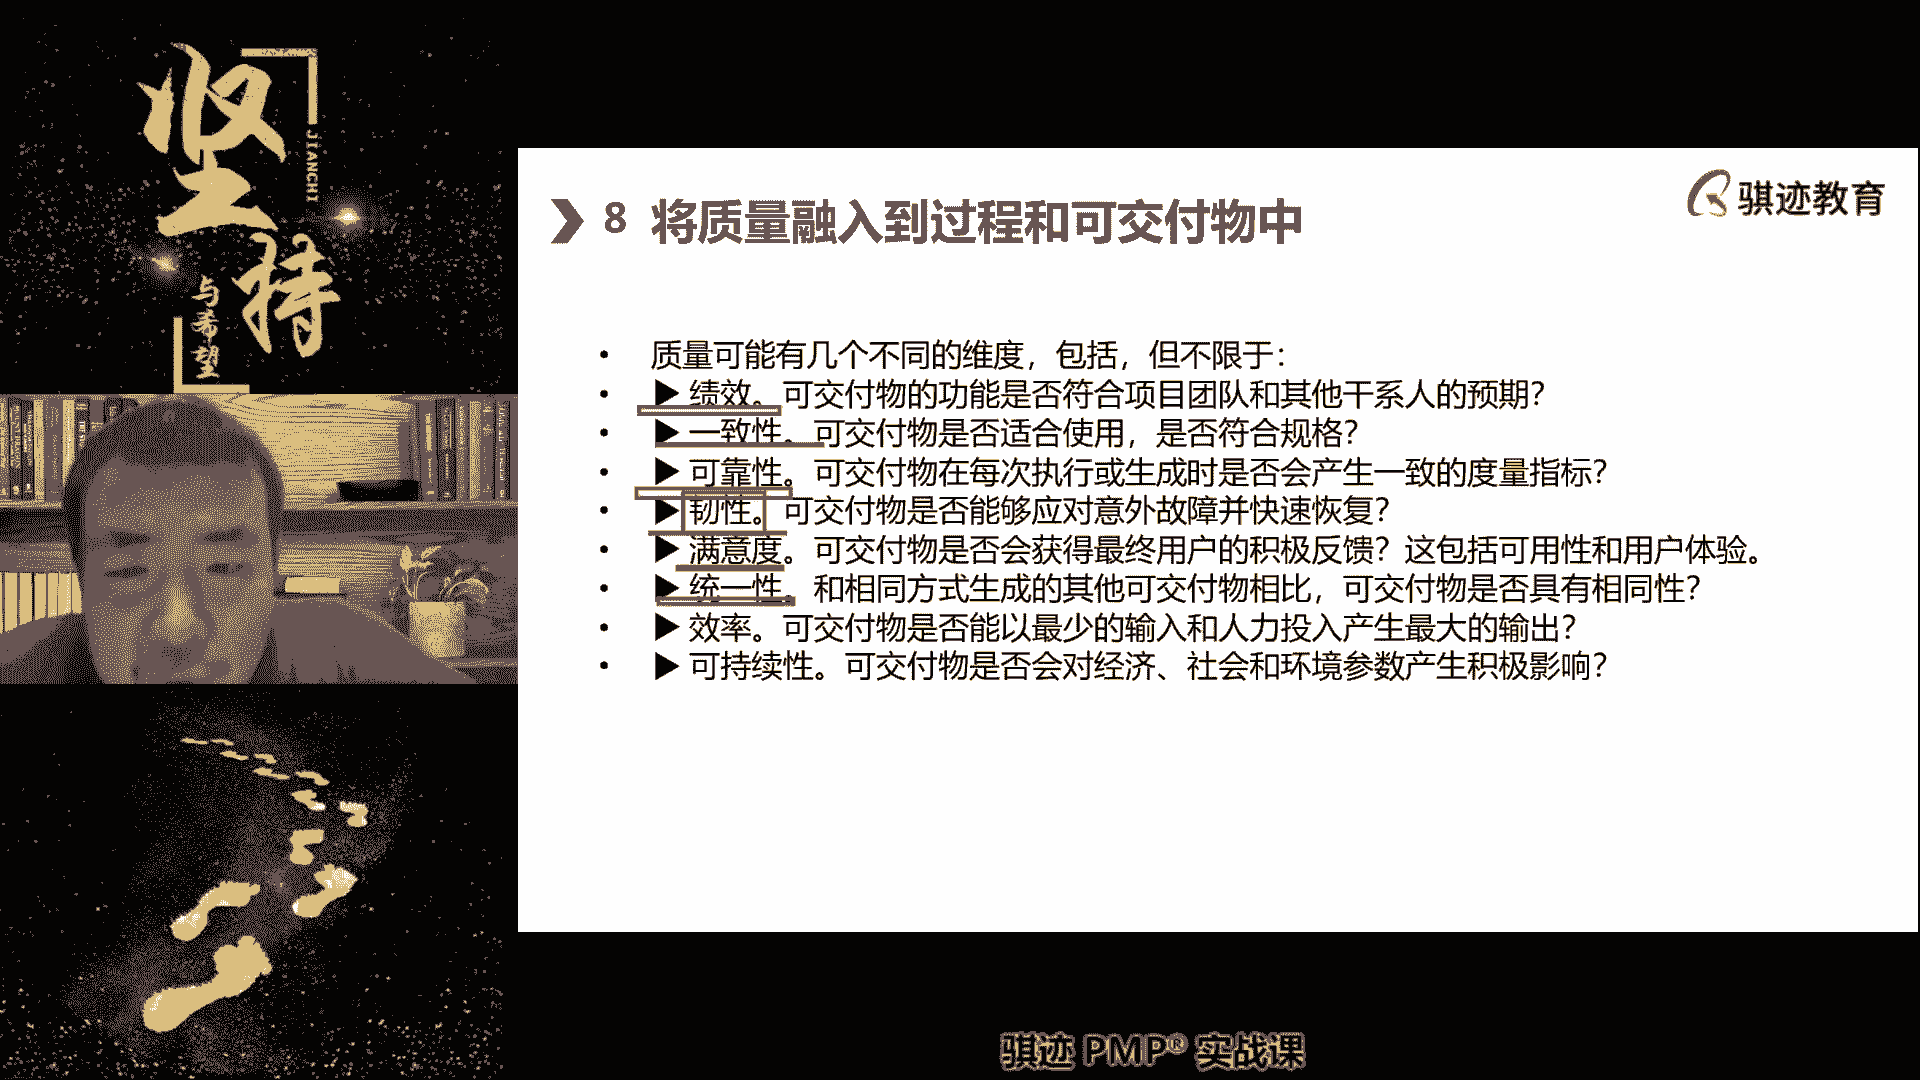 坚持
JIANCHI
与希望
骐迹教育
8 将质量融入到过程和可交付物中
• 质量可能有几个不同的维度，包括，但不限于：
• ▶ 绩效。可交付物的功能是否符合项目团队和其他干系人的预期？
• ▶ 一致性。可交付物是否适合使用，是否符合规格？
• ▶ 可靠性。可交付物在每次执行或生成时是否会产生一致的度量指标？
• ▶ 韧性。可交付物是否能够应对意外故障并快速恢复？
• ▶ 满意度。可交付物是否会获得最终用户的积极反馈？这包括可用性和用户体验。
• ▶ 统一性。和相同方式生成的其他可交付物相比，可交付物是否具有相同性？
• ▶ 效率。可交付物是否能以最少的输入和人力投入产生最大的输出？
• ▶ 可持续性。可交付物是否会对经济、社会和环境参数产生积极影响？
骐迹 PMP® 实战课